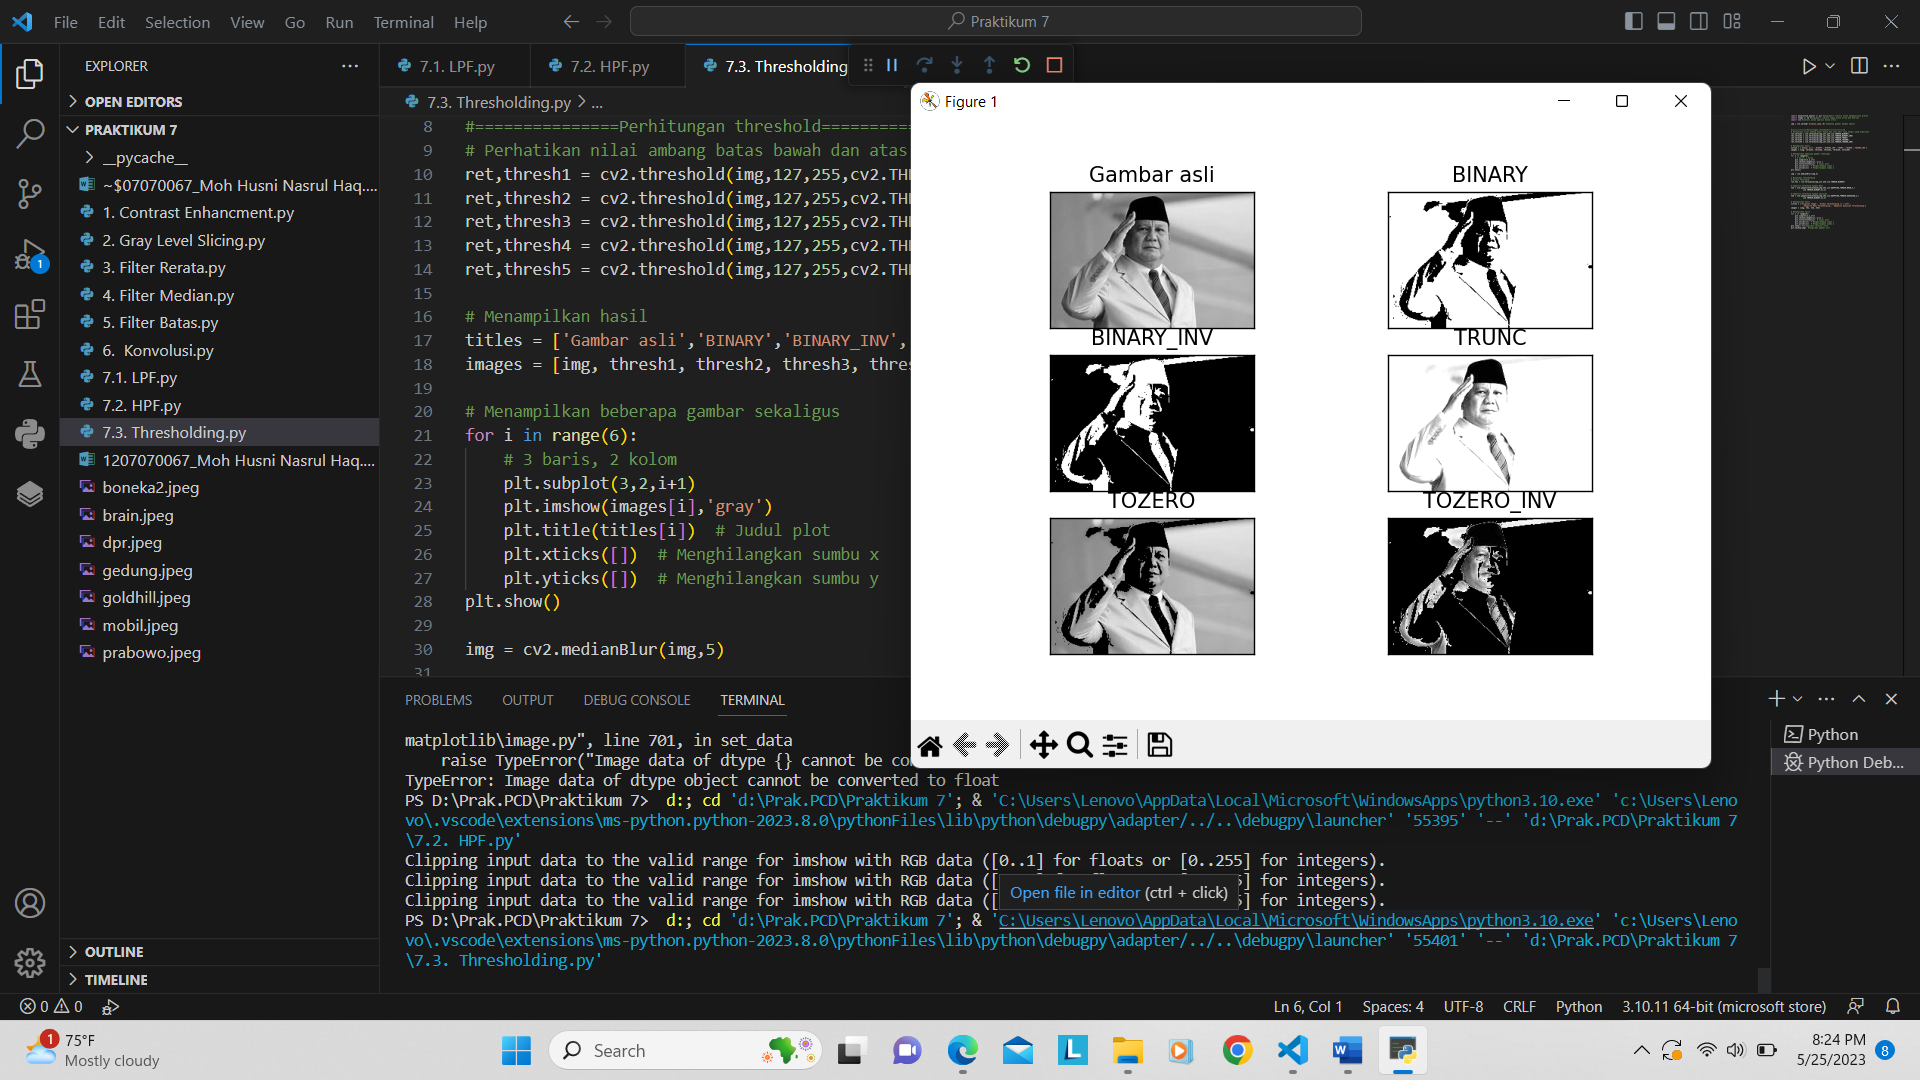 File Edit Selection View Go Run Terminal Help
Praktikum 7
EXPLORER
OPEN EDITORS
PRAKTIKUM 7
__pycache__
~$07070067_Moh Husni Nasrul Haq....
1. Contrast Enhancment.py
2. Gray Level Slicing.py
3. Filter Rerata.py
4. Filter Median.py
5. Filter Batas.py
6.  Konvolusi.py
7.1. LPF.py
7.2. HPF.py
7.3. Thresholding.py
1207070067_Moh Husni Nasrul Haq....
boneka2.jpeg
brain.jpeg
dpr.jpeg
gedung.jpeg
goldhill.jpeg
mobil.jpeg
prabowo.jpeg
OUTLINE
TIMELINE
1
7.1. LPF.py
7.2. HPF.py
7.3. Thresholding
7.3. Thresholding.py > ...
8 #===============Perhitungan threshold==========
9 # Perhatikan nilai ambang batas bawah dan atas
10 ret,thresh1 = cv2.threshold(img,127,255,cv2.TH
11 ret,thresh2 = cv2.threshold(img,127,255,cv2.TH
12 ret,thresh3 = cv2.threshold(img,127,255,cv2.TH
13 ret,thresh4 = cv2.threshold(img,127,255,cv2.TH
14 ret,thresh5 = cv2.threshold(img,127,255,cv2.TH
15
16 # Menampilkan hasil
17 titles = ['Gambar asli','BINARY','BINARY_INV',
18 images = [img, thresh1, thresh2, thresh3, thres
19
20 # Menampilkan beberapa gambar sekaligus
21 for i in range(6):
22     # 3 baris, 2 kolom
23     plt.subplot(3,2,i+1)
24     plt.imshow(images[i],'gray')
25     plt.title(titles[i])  # Judul plot
26     plt.xticks([])  # Menghilangkan sumbu x
27     plt.yticks([])  # Menghilangkan sumbu y
28 plt.show()
29
30 img = cv2.medianBlur(img,5)
31
Figure 1
Gambar asli
BINARY
BINARY_INV
TRUNC
TOZERO
TOZERO_INV
PROBLEMS OUTPUT DEBUG CONSOLE TERMINAL
matplotlib\image.py", line 701, in set_data
    raise TypeError("Image data of dtype {} cannot be co
TypeError: Image data of dtype object cannot be converted to float
PS D:\Prak.PCD\Praktikum 7>  d:; cd 'd:\Prak.PCD\Praktikum 7'; & 'C:\Users\Lenovo\AppData\Local\Microsoft\WindowsApps\python3.10.exe' 'c:\Users\Leno
vo\.vscode\extensions\ms-python.python-2023.8.0\pythonFiles\lib\python\debugpy\adapter/../..\debugpy\launcher' '55395' '--' 'd:\Prak.PCD\Praktikum 7
\7.2. HPF.py'
Clipping input data to the valid range for imshow with RGB data ([0..1] for floats or [0..255] for integers).
Clipping input data to the valid range for imshow with RGB data ([ ] for integers).
Clipping input data to the valid range for imshow with RGB data ([ ] for integers).
Open file in editor (ctrl + click)
PS D:\Prak.PCD\Praktikum 7>  d:; cd 'd:\Prak.PCD\Praktikum 7'; & 'C:\Users\Lenovo\AppData\Local\Microsoft\WindowsApps\python3.10.exe' 'c:\Users\Leno
vo\.vscode\extensions\ms-python.python-2023.8.0\pythonFiles\lib\python\debugpy\adapter/../..\debugpy\launcher' '55401' '--' 'd:\Prak.PCD\Praktikum 7
\7.3. Thresholding.py'
Python
Python Deb...
0 0
Ln 6, Col 1 Spaces: 4 UTF-8 CRLF Python 3.10.11 64-bit (microsoft store)
1
75°F
Mostly cloudy
Search
L
W
8:24 PM
5/25/2023
8